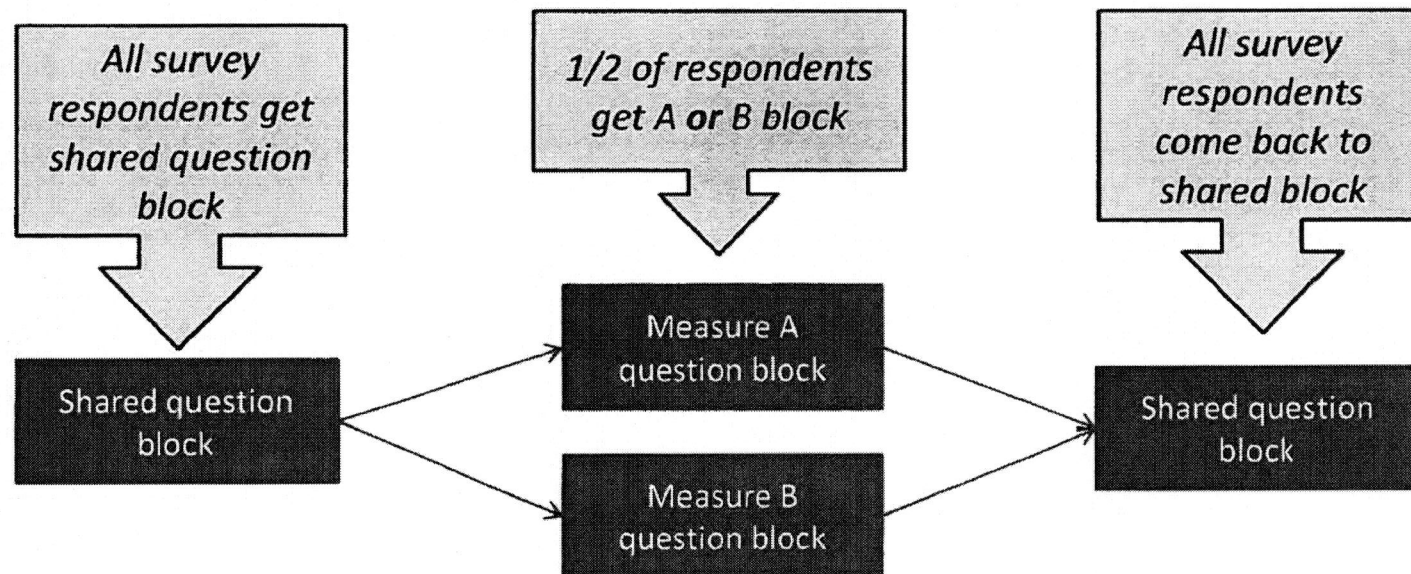 All survey
respondents get
shared question
block
1/2 of respondents
get A or B block
All survey
respondents
come back to
shared block
Shared question
block
Measure A
question block
Measure B
question block
Shared question
block